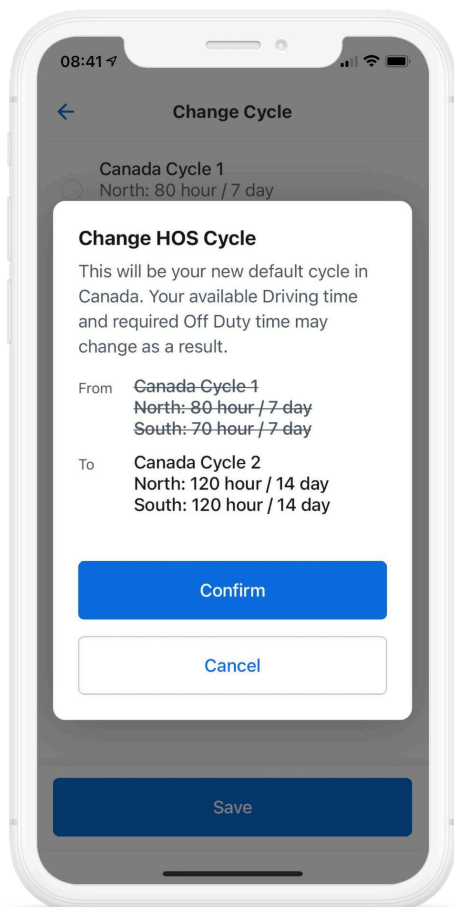 08:41
Change Cycle
Canada Cycle 1
North: 80 hour / 7 day
Change HOS Cycle
This will be your new default cycle in
Canada. Your available Driving time
and required Off Duty time may
change as a result.
From Canada Cycle 1
North: 80 hour / 7 day
South: 70 hour / 7 day
To Canada Cycle 2
North: 120 hour / 14 day
South: 120 hour / 14 day
Confirm
Cancel
Save